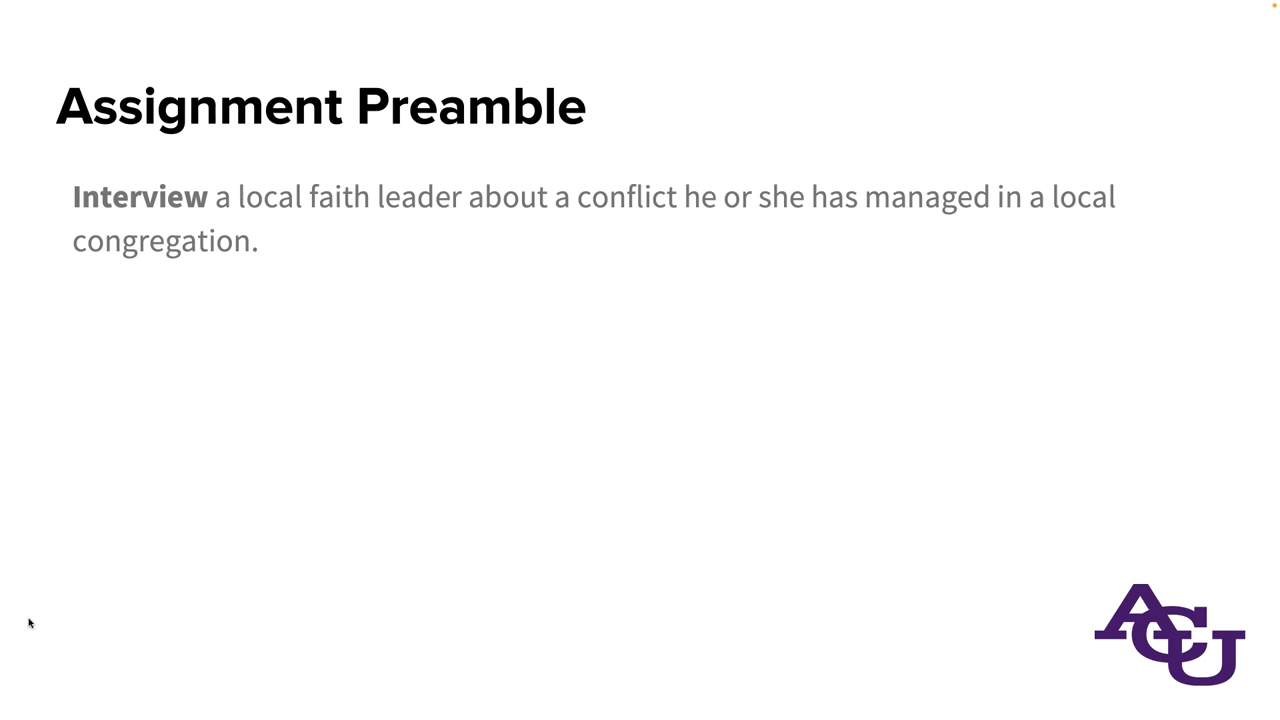 Assignment Preamble
Interview a local faith leader about a conflict he or she has managed in a local
congregation.
ACU